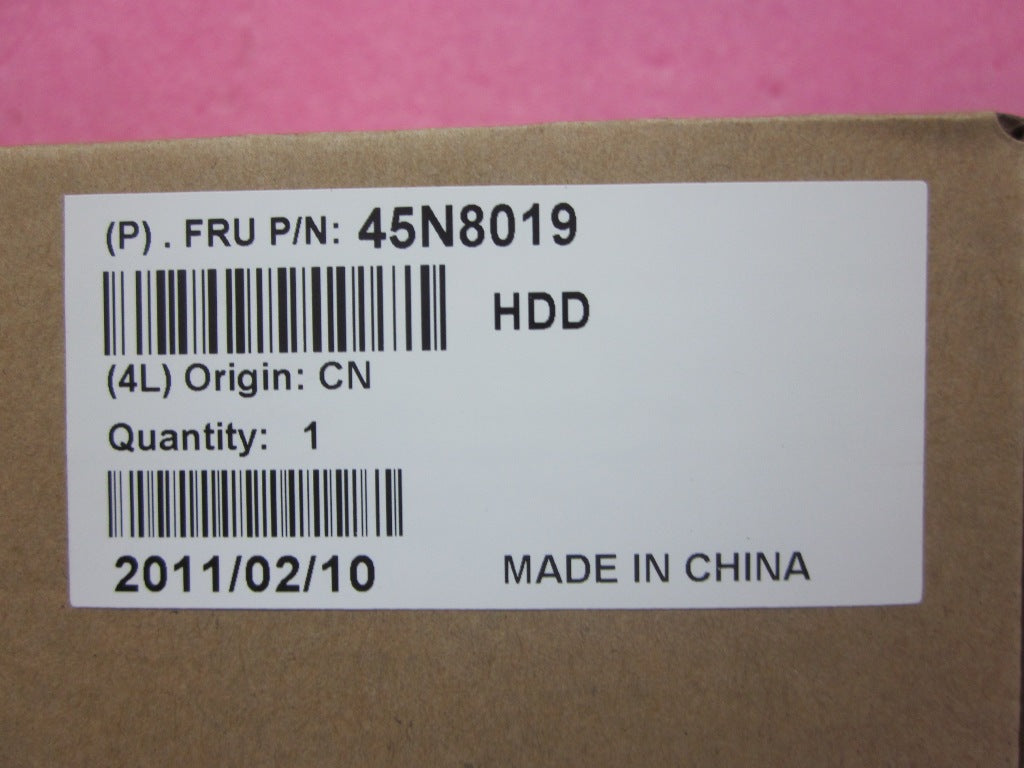 (P) . FRU P/N: 45N8019
HDD
(4L) Origin: CN
Quantity: 1
2011/02/10
MADE IN CHINA